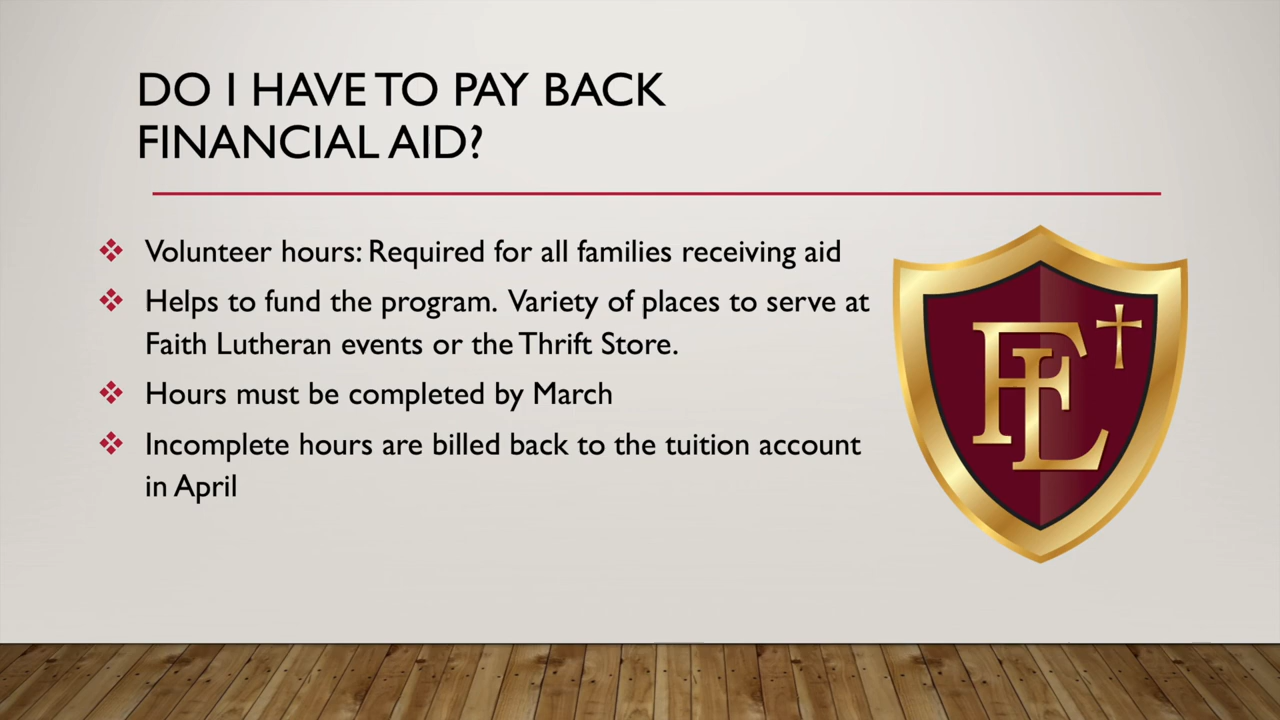 DO I HAVE TO PAY BACK
FINANCIAL AID?
Volunteer hours: Required for all families receiving aid
Helps to fund the program. Variety of places to serve at
Faith Lutheran events or the Thrift Store.
Hours must be completed by March
Incomplete hours are billed back to the tuition account
in April
FL